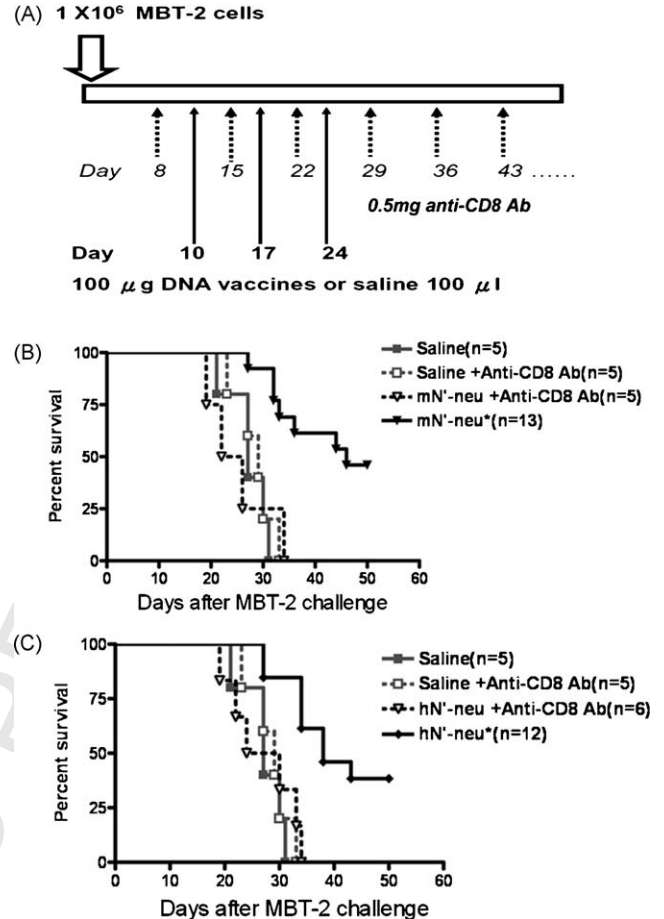 (A) 1 X10⁶ MBT-2 cells
Day 8 15 22 29 36 43 ......
0.5mg anti-CD8 Ab
Day 10 17 24
100 μg DNA vaccines or saline 100 μl
(B)
Percent survival
100
75
50
25
0
0 10 20 30 40 50 60
Days after MBT-2 challenge
Saline(n=5)
Saline +Anti-CD8 Ab(n=5)
mN'-neu +Anti-CD8 Ab(n=5)
mN'-neu*(n=13)
(C)
Percent survival
100
75
50
25
0
0 10 20 30 40 50 60
Days after MBT-2 challenge
Saline(n=5)
Saline +Anti-CD8 Ab(n=5)
hN'-neu +Anti-CD8 Ab(n=6)
hN'-neu*(n=12)